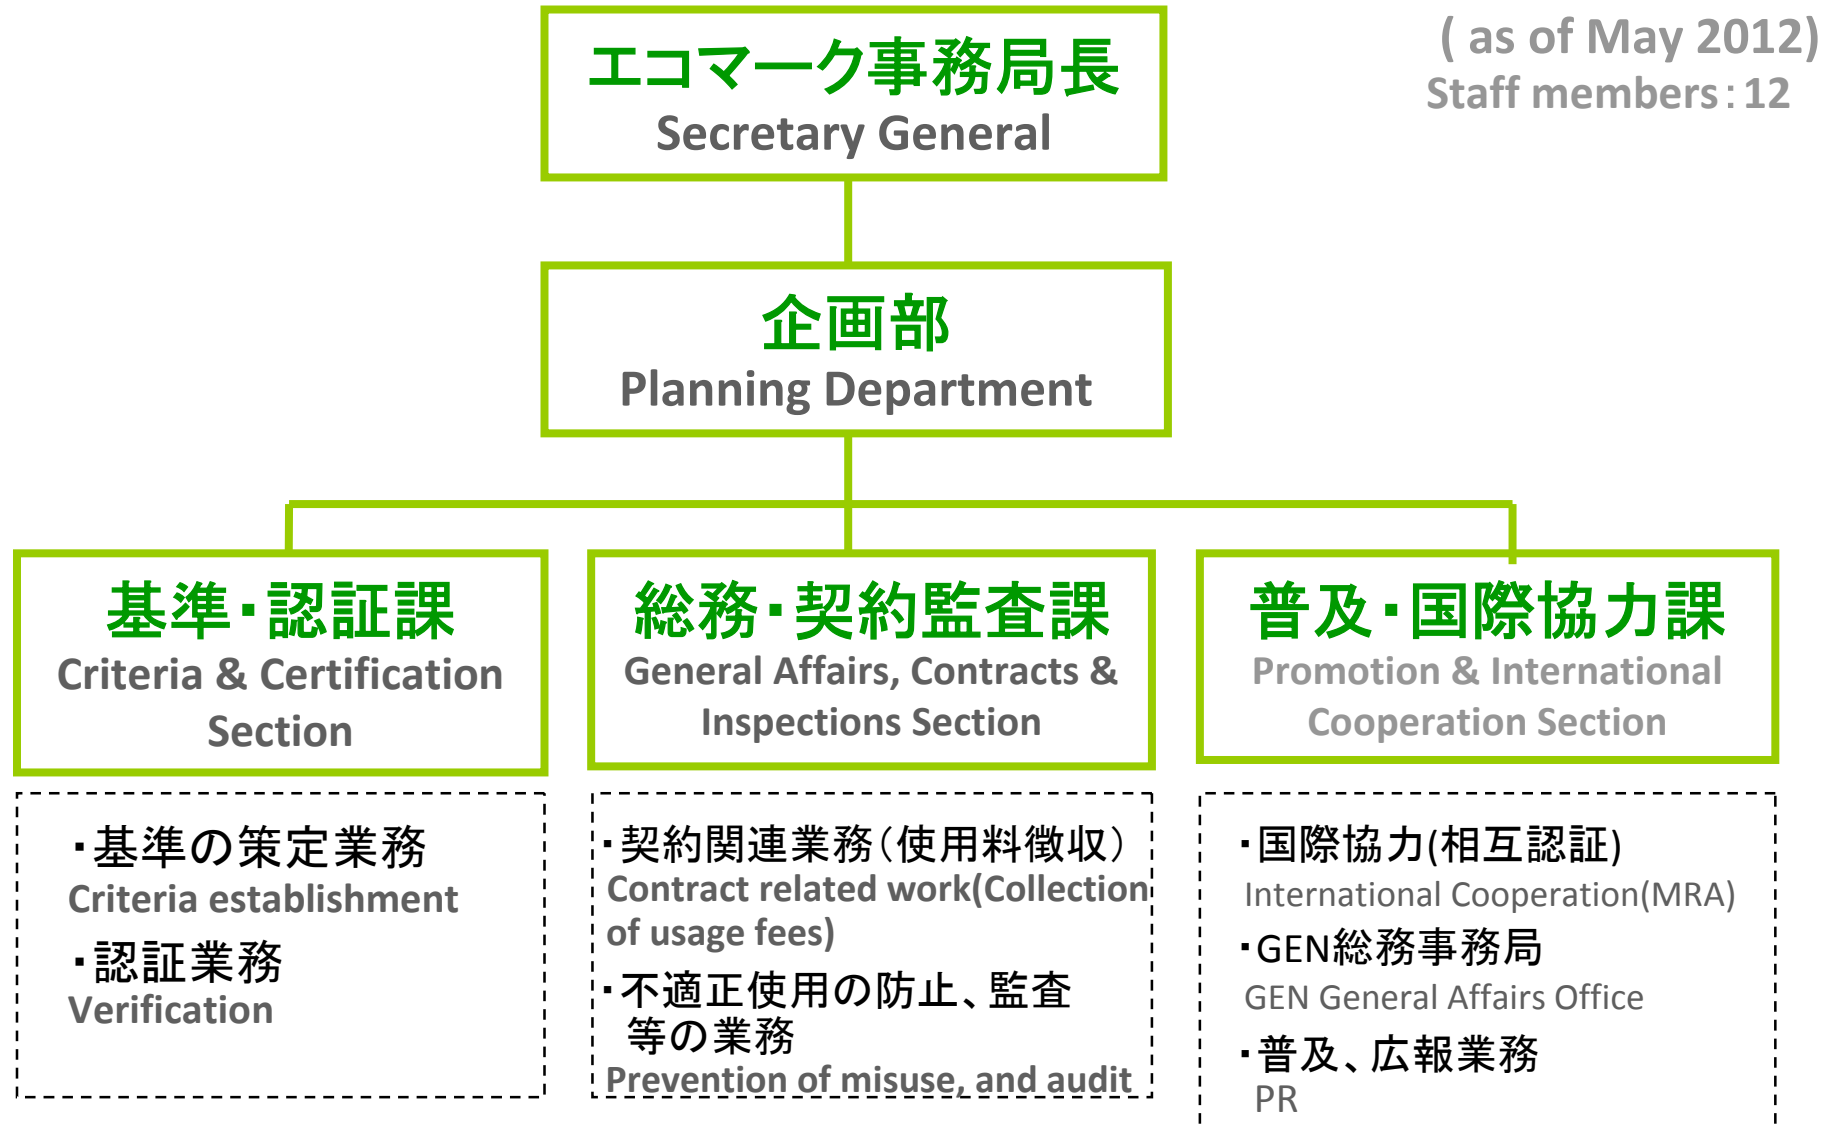 エコマーク事務局長
Secretary General
( as of May 2012)
Staff members：12
企画部
Planning Department
基準・認証課
Criteria & Certification
Section
総務・契約監査課
General Affairs, Contracts &
Inspections Section
普及・国際協力課
Promotion & International
Cooperation Section
・基準の策定業務
Criteria establishment
・認証業務
Verification
・契約関連業務（使用料徴収）
Contract related work(Collection
of usage fees)
・不適正使用の防止、監査
等の業務
Prevention of misuse, and audit
・国際協力(相互認証)
International Cooperation(MRA)
・GEN総務事務局
GEN General Affairs Office
・普及、広報業務
PR